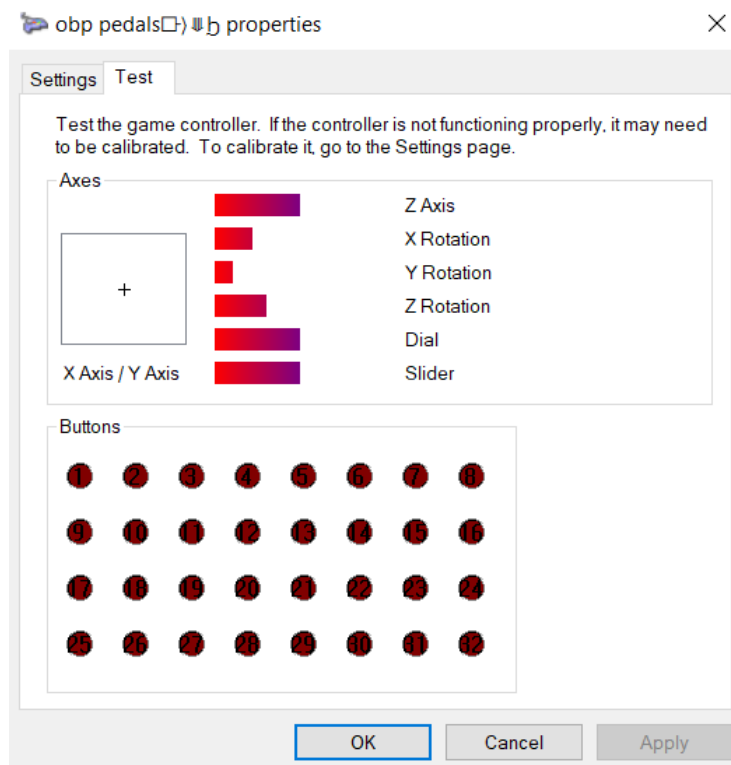 obp pedals properties
Settings
Test
Test the game controller. If the controller is not functioning properly, it may need
to be calibrated. To calibrate it, go to the Settings page.
Axes
Z Axis
X Rotation
Y Rotation
Z Rotation
Dial
X Axis / Y Axis
Slider
Buttons
1 2 3 4 5 6 7 8
9 10 11 12 13 14 15 16
17 18 19 20 21 22 23 24
25 26 27 28 29 30 31 32
OK Cancel Apply